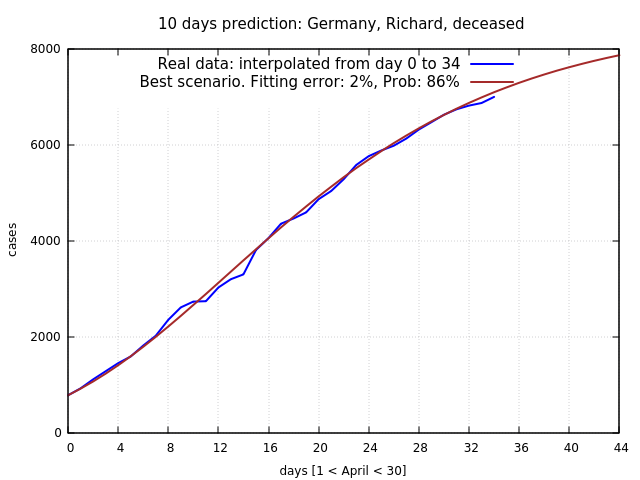 10 days prediction: Germany, Richard, deceased
Real data: interpolated from day 0 to 34
Best scenario. Fitting error: 2%, Prob: 86%
8000
6000
4000
2000
0
cases
0 4 8 12 16 20 24 28 32 36 40 44
days [1 < April < 30]